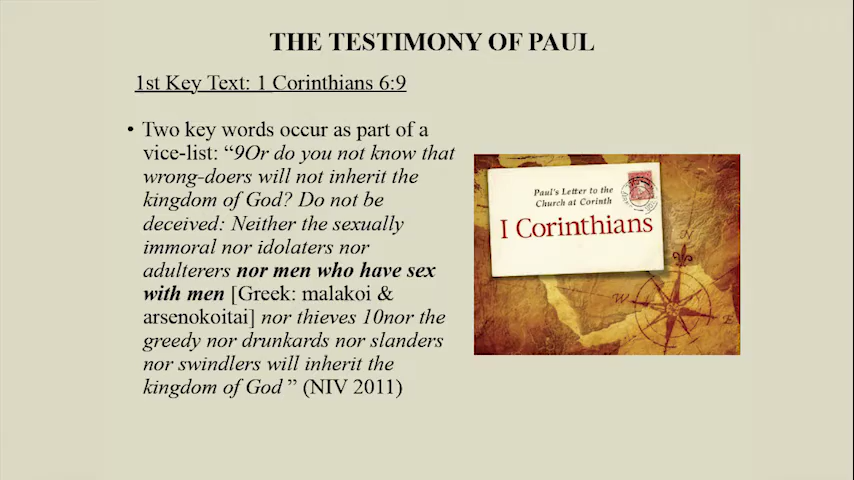 THE TESTIMONY OF PAUL
1st Key Text: 1 Corinthians 6:9
• Two key words occur as part of a
vice-list: “9Or do you not know that
wrong-doers will not inherit the
kingdom of God? Do not be
deceived: Neither the sexually
immoral nor idolaters nor
adulterers nor men who have sex
with men [Greek: malakoi &
arsenokoitai] nor thieves 10nor the
greedy nor drunkards nor slanders
nor swindlers will inherit the
kingdom of God ” (NIV 2011)
Paul's Letter to the
Church at Corinth
I Corinthians
N
W
E